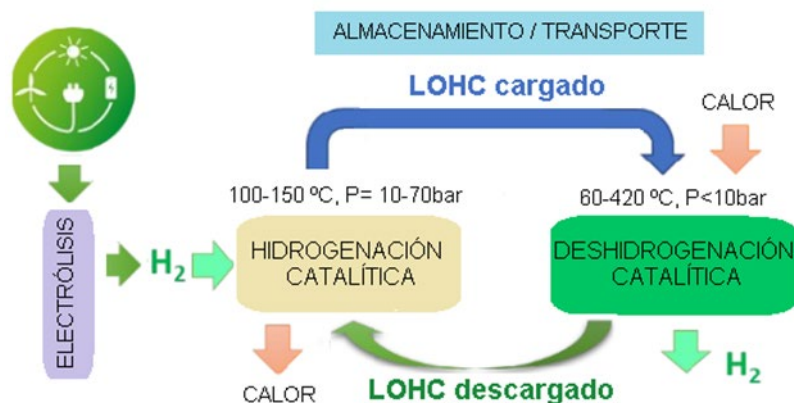 ALMACENAMIENTO / TRANSPORTE
LOHC cargado
CALOR
100-150 ºC, P= 10-70bar
60-420 ºC, P<10bar
ELECTRÓLISIS
H₂
HIDROGENACIÓN
CATALÍTICA
DESHIDROGENACIÓN
CATALÍTICA
CALOR
LOHC descargado
H₂